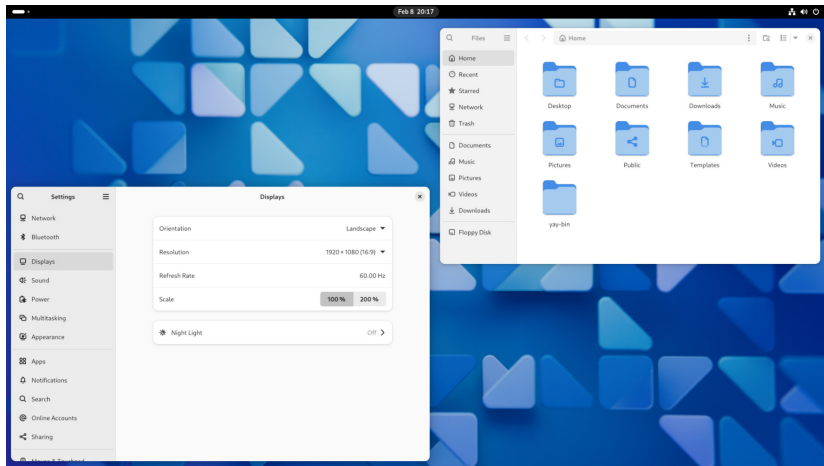 Feb 8 20:17
Files
Home
Home
Recent
Starred
Network
Trash
Documents
Music
Pictures
Videos
Downloads
Floppy Disk
Desktop
Documents
Downloads
Music
Pictures
Public
Templates
Videos
yay-bin
Settings
Network
Bluetooth
Displays
Sound
Power
Multitasking
Appearance
Apps
Notifications
Search
Online Accounts
Sharing
Mouse & Touchpad
Displays
Orientation Landscape
Resolution 1920 × 1080 (16:9)
Refresh Rate 60.00 Hz
Scale 100 % 200 %
Night Light Off